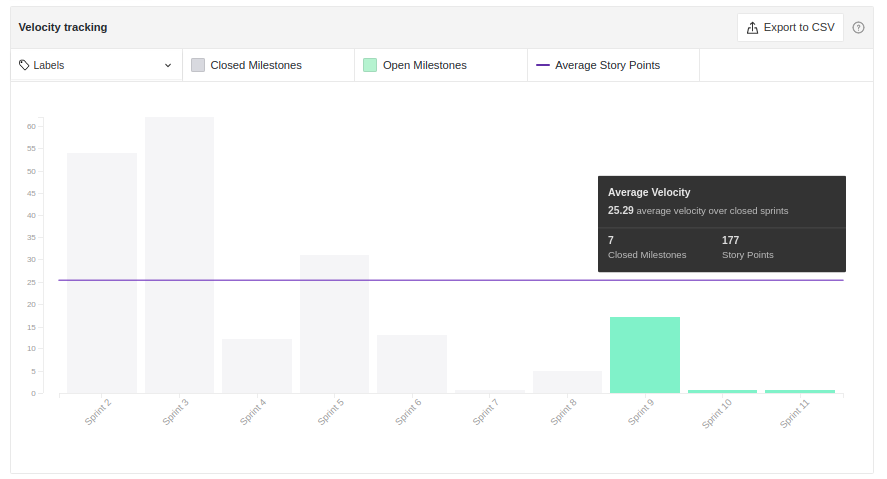 Velocity tracking
Export to CSV
Labels
Closed Milestones
Open Milestones
Average Story Points
60
55
50
45
40
35
30
25
20
15
10
5
0
Average Velocity
25.29 average velocity over closed sprints
7
177
Closed Milestones
Story Points
Sprint 2
Sprint 3
Sprint 4
Sprint 5
Sprint 6
Sprint 7
Sprint 8
Sprint 9
Sprint 10
Sprint 11